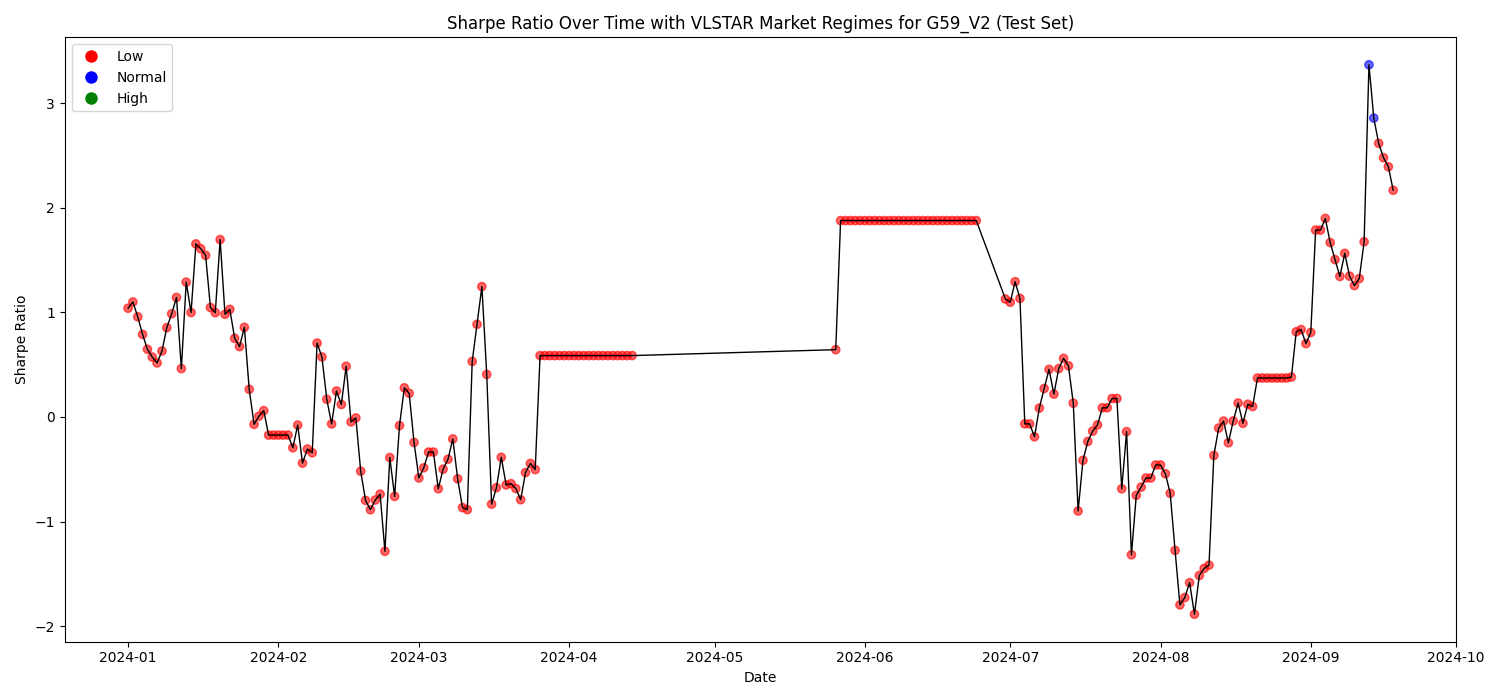 Sharpe Ratio Over Time with VLSTAR Market Regimes for G59_V2 (Test Set)
Low
Normal
High
Sharpe Ratio
3
2
1
0
−1
−2
2024-01
2024-02
2024-03
2024-04
2024-05
2024-06
2024-07
2024-08
2024-09
2024-10
Date